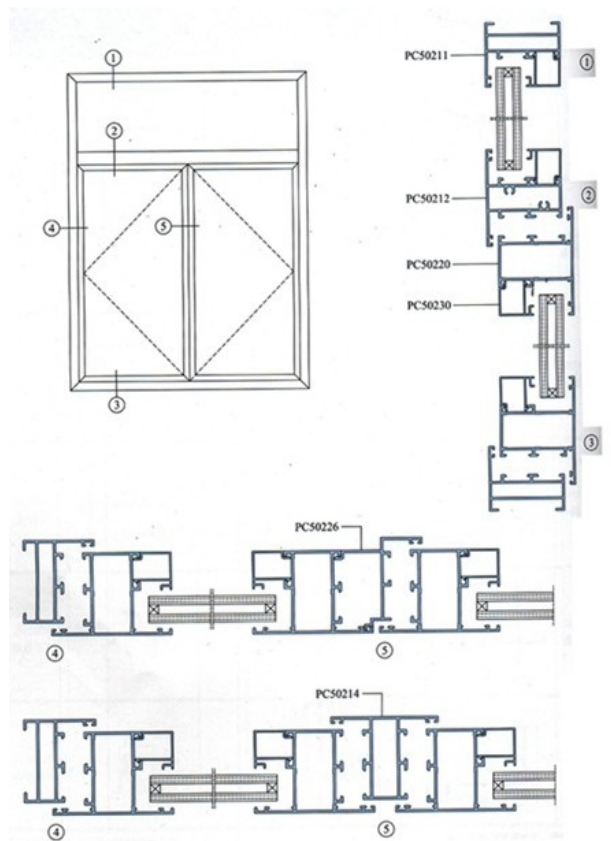 ①
②
③
④
⑤
PC50211
①
PC50212
②
PC50220
PC50230
③
PC50226
④
⑤
PC50214
④
⑤